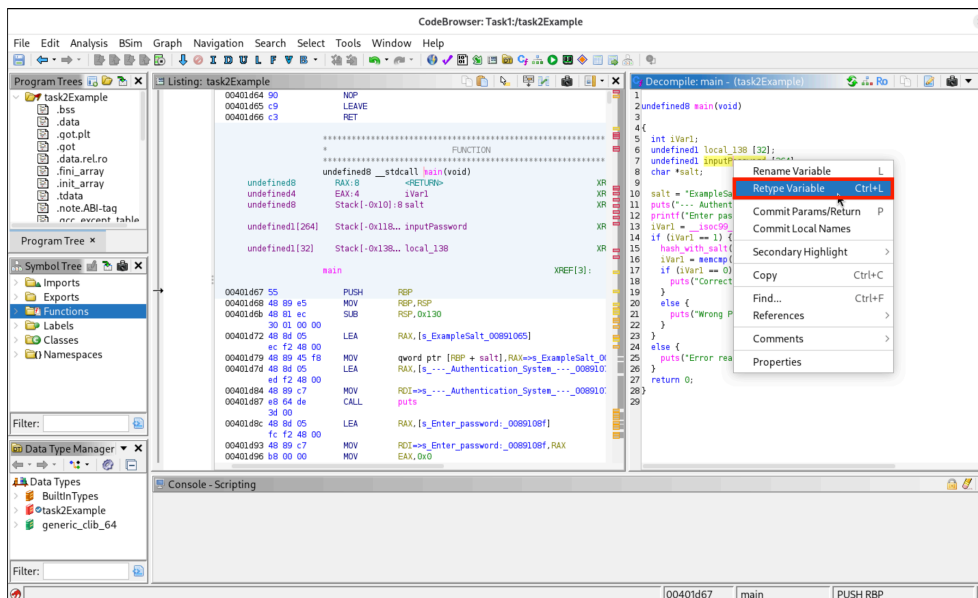 CodeBrowser: Task1:/task2Example
File Edit Analysis BSim Graph Navigation Search Select Tools Window Help
I D U L F V B
Program Trees
task2Example
.bss
.data
.got.plt
.got
.data.rel.ro
.fini_array
.init_array
.tdata
.note.ABI-tag
.gcc_except_table
Program Tree ×
Symbol Tree
Imports
Exports
Functions
Labels
Classes
Namespaces
Filter:
Data Type Manager
Data Types
BuiltInTypes
task2Example
generic_clib_64
Filter:
Listing: task2Example
00401d64 90 NOP
00401d65 c9 LEAVE
00401d66 c3 RET
* FUNCTION
undefined8 __stdcall main(void)
undefined8 RAX:8 <RETURN> XR
undefined4 EAX:4 iVar1 XR
undefined8 Stack[-0x10]:8 salt XR
undefined1[264] Stack[-0x118... inputPassword XR
undefined1[32] Stack[-0x138... local_138 XR
main XREF[3]:
00401d67 55 PUSH RBP
00401d68 48 89 e5 MOV RBP,RSP
00401d6b 48 81 ec SUB RSP,0x130
30 01 00 00
00401d72 48 8d 05 LEA RAX,[s_ExampleSalt_00891065]
ec f2 48 00
00401d79 48 89 45 f8 MOV qword ptr [RBP + salt],RAX=>s_ExampleSalt_00
00401d7d 48 8d 05 LEA RAX,[s_---_Authentication_System_---_008910
ed f2 48 00
00401d84 48 89 c7 MOV RDI=>s_---_Authentication_System_---_008910
00401d87 e8 64 de CALL puts
3d 00
00401d8c 48 8d 05 LEA RAX,[s_Enter_password:_0089108f]
fc f2 48 00
00401d93 48 89 c7 MOV RDI=>s_Enter_password:_0089108f,RAX
00401d96 b8 00 00 MOV EAX,0x0
Decompile: main - (task2Example)
Ro
1
2 undefined8 main(void)
3
4 {
5 int iVar1;
6 undefined1 local_138 [32];
7 undefined1
8 char *salt;
9
10 salt = "ExampleSa
11 puts("--- Authent
12 printf("Enter pas
13 iVar1 = __isoc99_
14 if (iVar1 == 1) {
15 hash_with_salt(
16 iVar1 = memcmp(
17 if (iVar1 == 0)
18 puts("Correct
19 }
20 else {
21 puts("Wrong P
22 }
23 }
24 else {
25 puts("Error rea
26 }
27 return 0;
28 }
29
Rename Variable L
Retype Variable Ctrl+L
Commit Params/Return P
Commit Local Names
Secondary Highlight
Copy Ctrl+C
Find... Ctrl+F
References
Comments
Properties
Console - Scripting
00401d67 main PUSH RBP